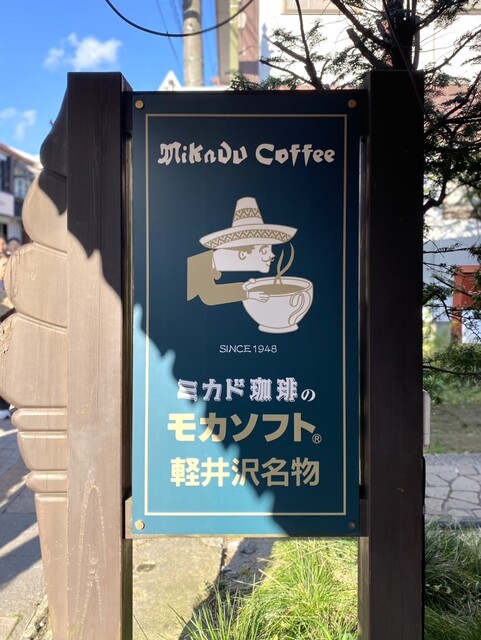 Mikado Coffee
SINCE 1948
ミカド珈琲の
モカソフト®
軽井沢名物